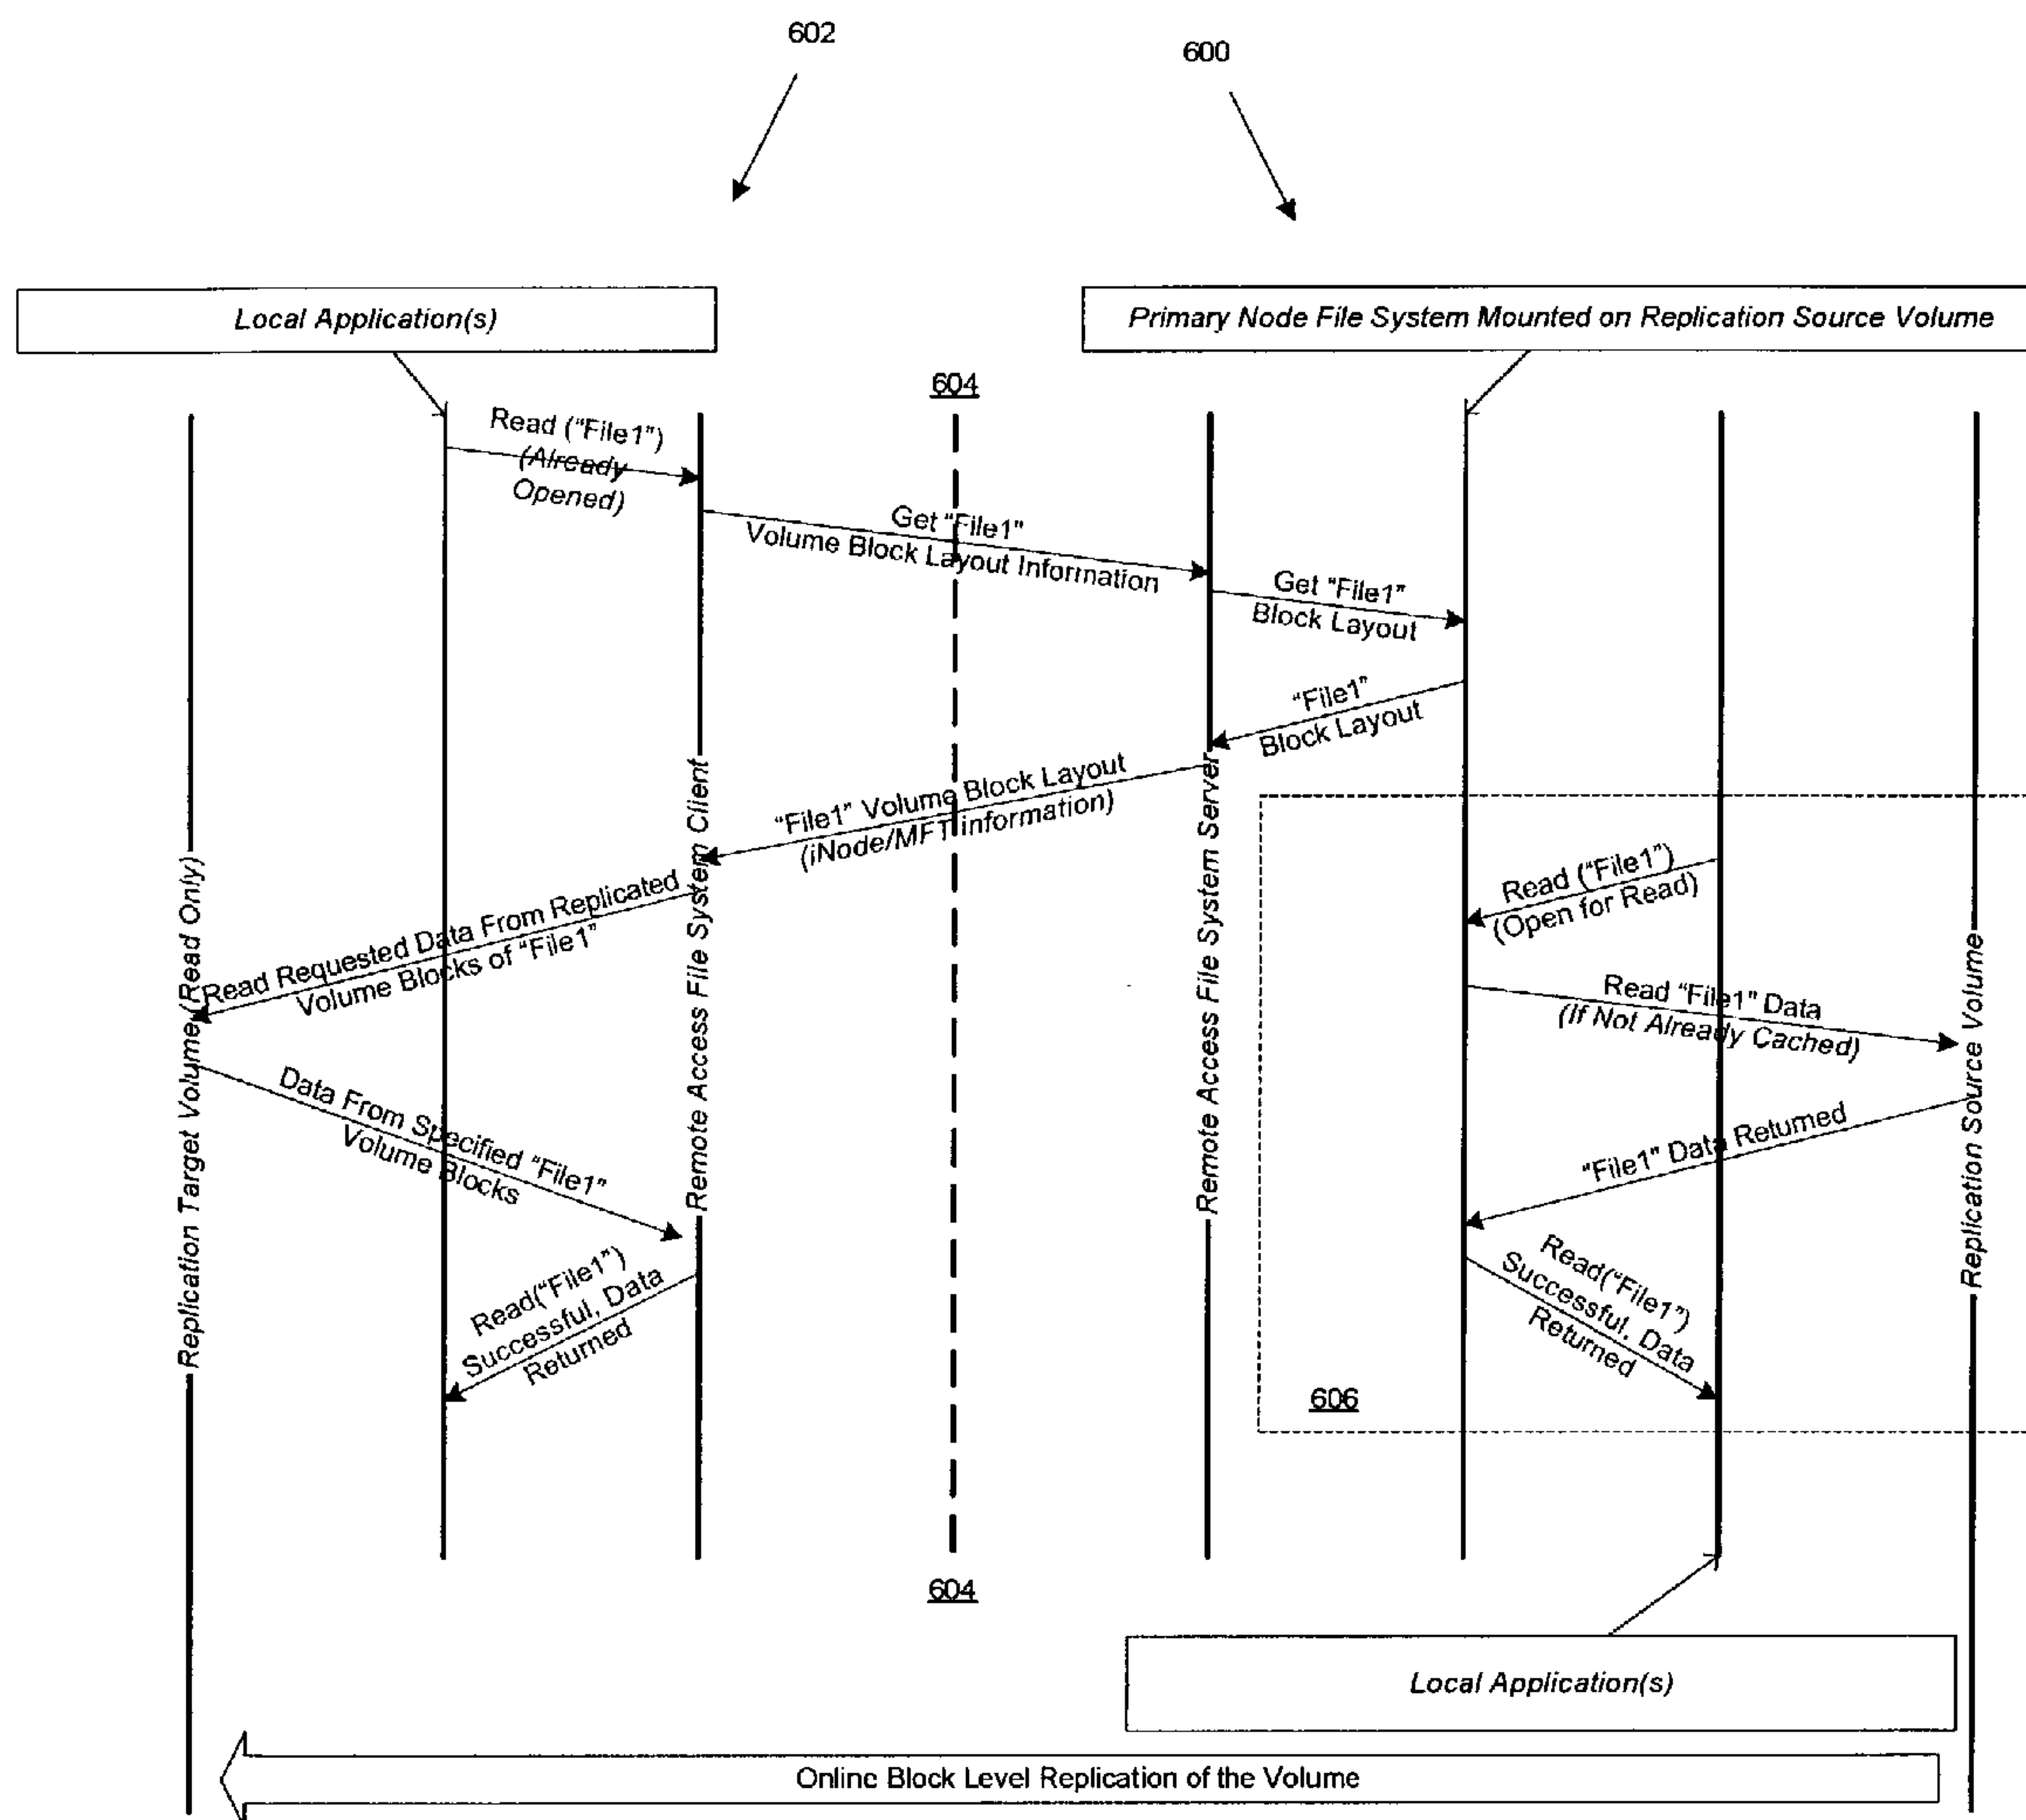 602
600
Local Application(s)
Primary Node File System Mounted on Replication Source Volume
604
Read ("File1")
(Already
Opened)
Get "File1"
Volume Block Layout Information
Get "File1"
Block Layout
"File1"
Block Layout
"File1" Volume Block Layout
(iNode/MFT information)
Read Requested Data From Replicated
Volume Blocks of "File1"
Data From Specified "File1"
Volume Blocks
Read("File1")
Successful, Data
Returned
Replication Target Volume (Read Only)
Remote Access File System Client
Remote Access File System Server
Read ("File1")
(Open for Read)
Read "File1" Data
(If Not Already Cached)
"File1" Data Returned
Read("File1")
Successful, Data
Returned
Replication Source Volume
606
604
Local Application(s)
Online Block Level Replication of the Volume